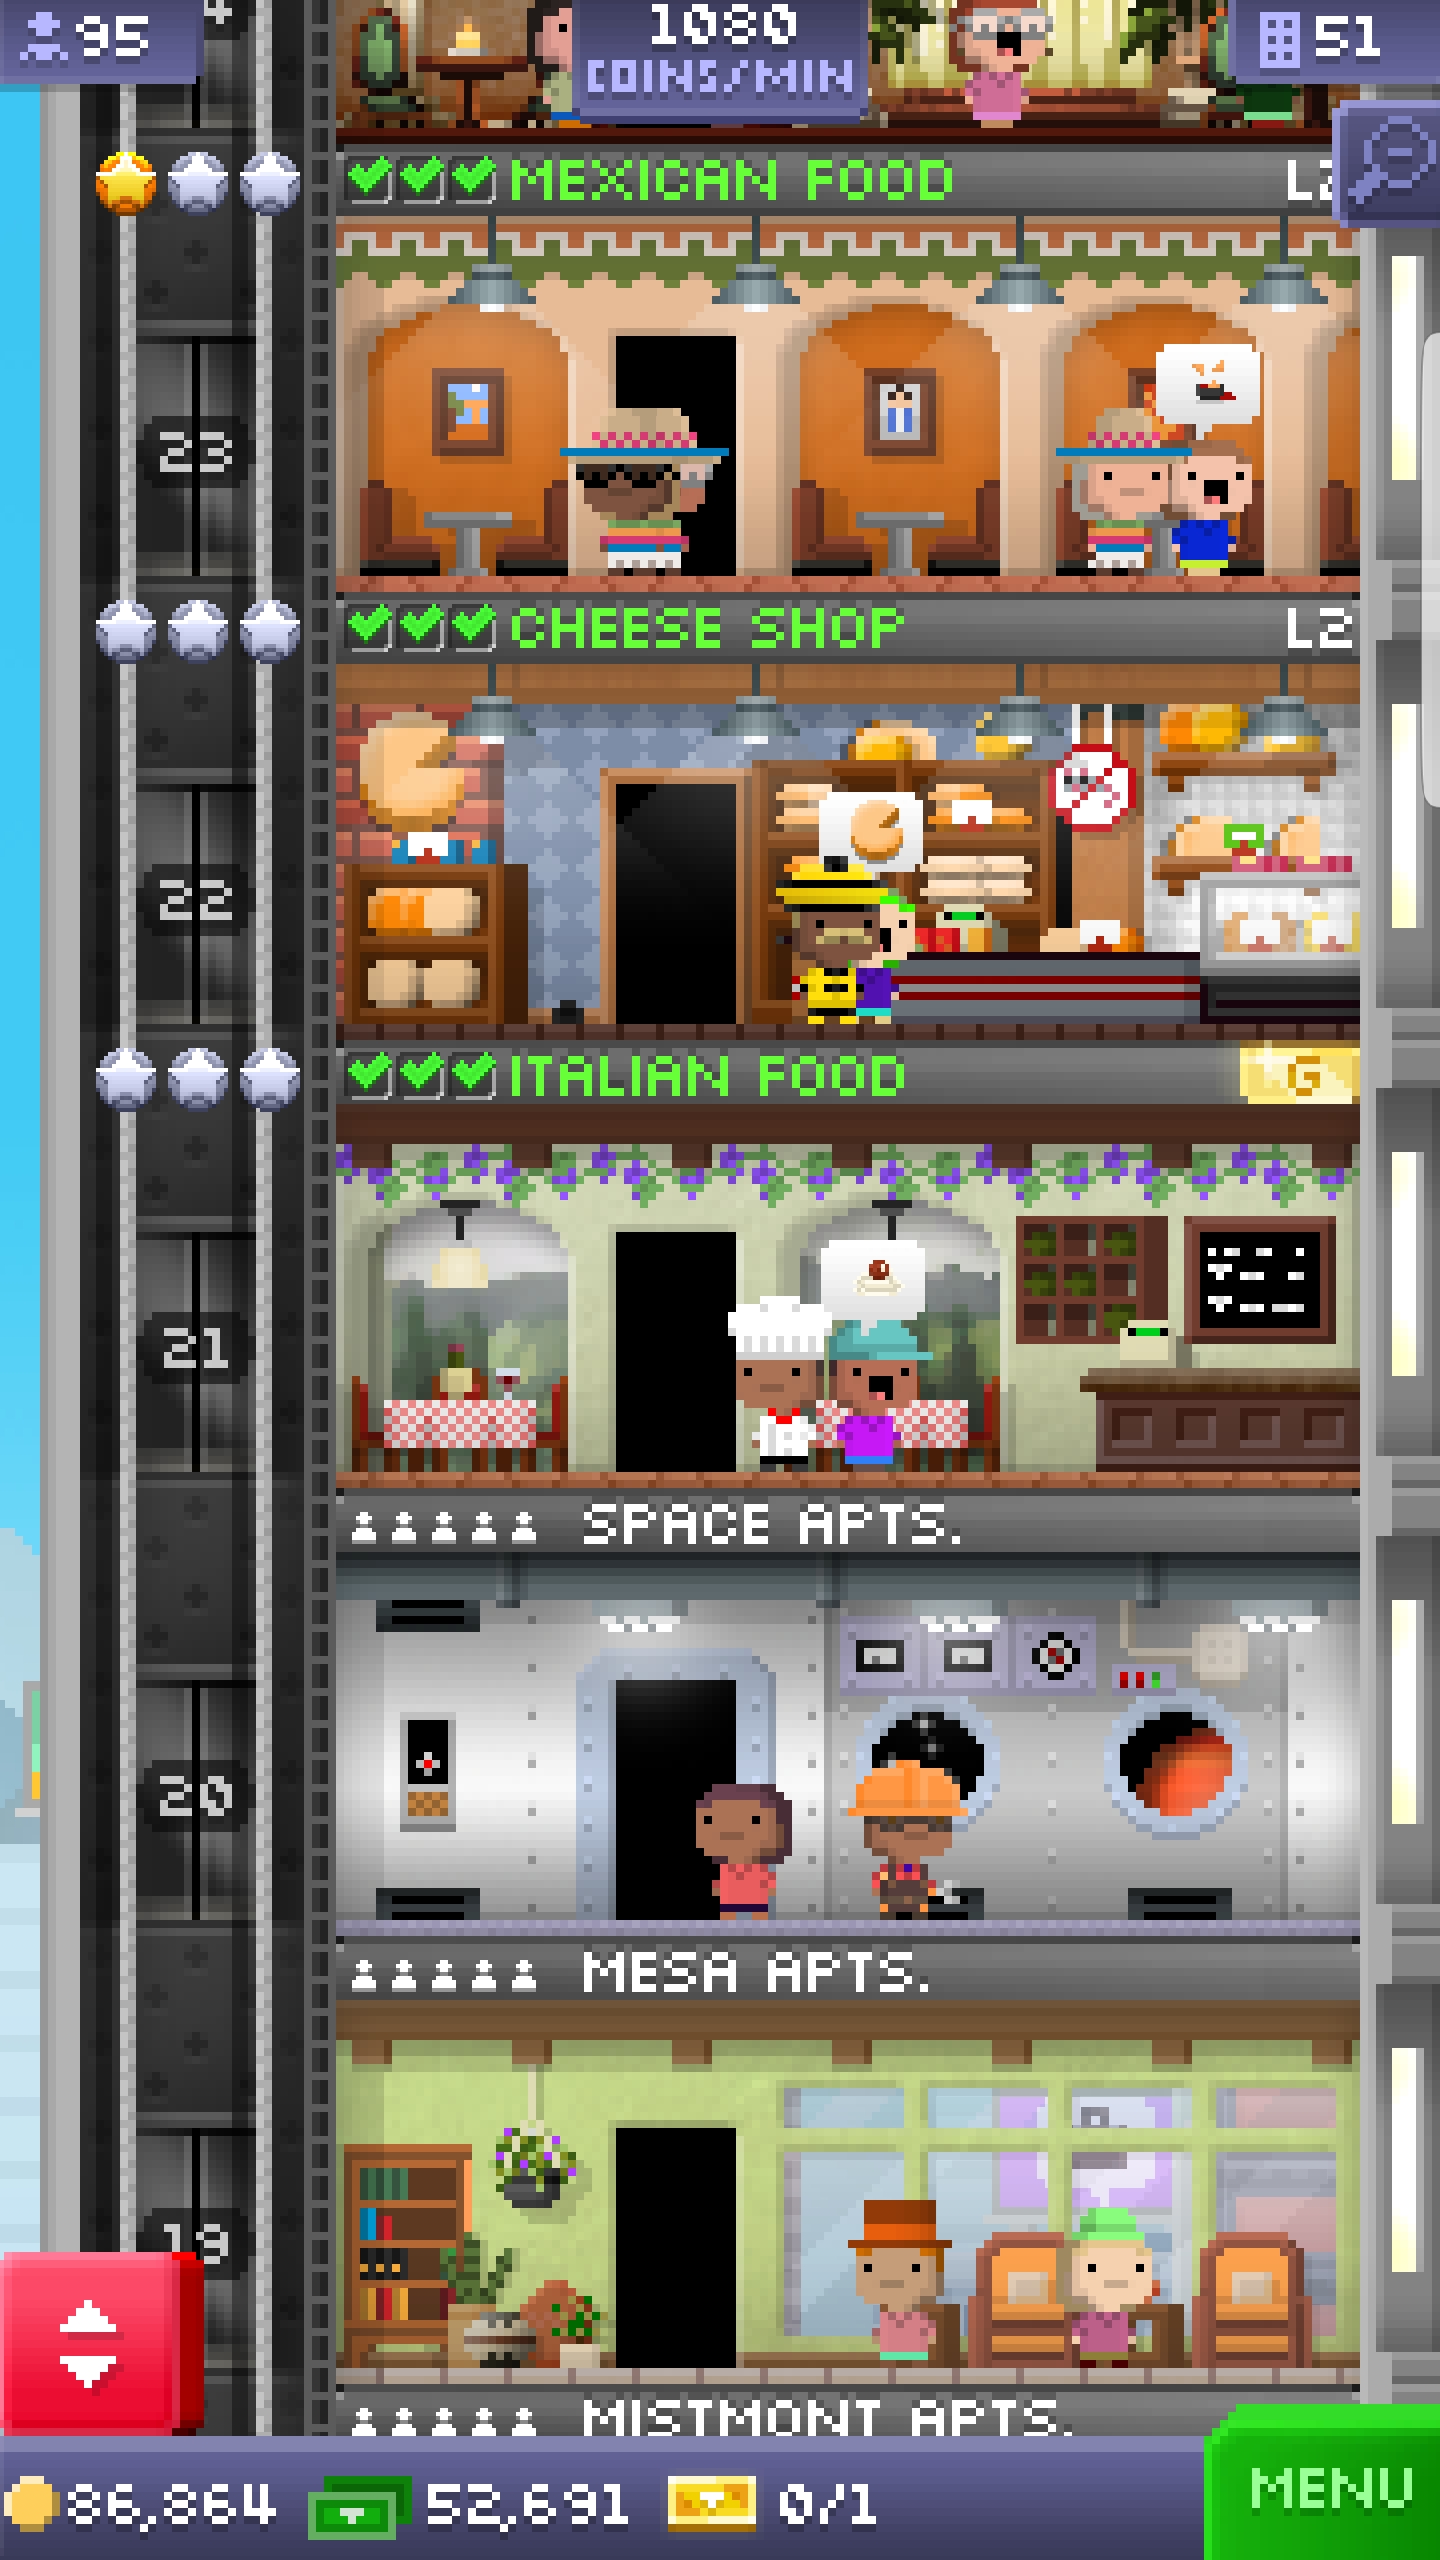 95
1080
COINS/MIN
51
MEXICAN FOOD
23
CHEESE SHOP
L2
22
ITALIAN FOOD
G
21
SPACE APTS.
20
MESA APTS.
19
MISTMONT APTS.
86,864
52,691
0/1
MENU